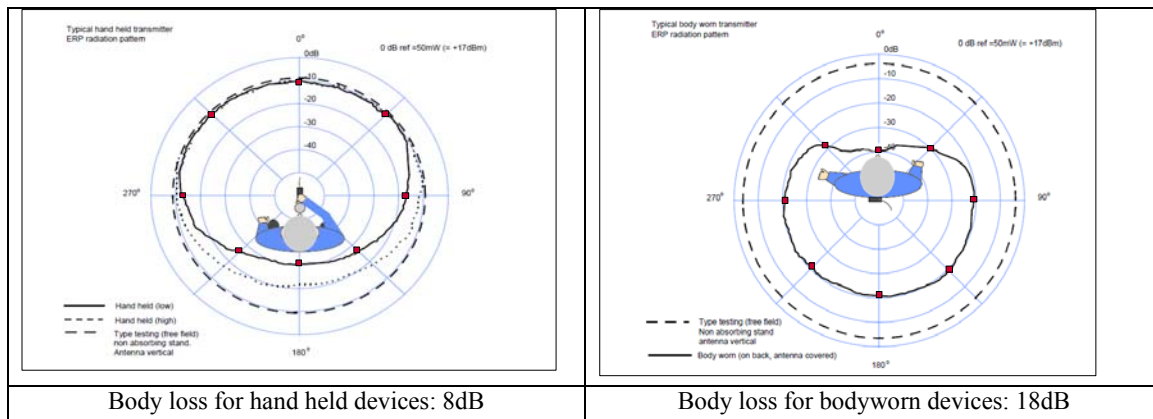 Typical hand held transmitter
ERP radiation pattern
0°
0 dB ref =50mW (= +17dBm)
0dB
-10
-20
-30
-40
270°
90°
Hand held (low)
Hand held (high)
Type testing (free field)
non absorbing stand.
Antenna vertical
180°
Typical body worn transmitter
ERP radiation pattern
0°
0 dB ref =50mW (= +17dBm)
0dB
-10
-20
-30
270°
90°
Type testing (free field)
Non absorbing stand
antenna vertical
Body worn (on back, antenna covered)
180°
Body loss for hand held devices: 8dB
Body loss for bodyworn devices: 18dB